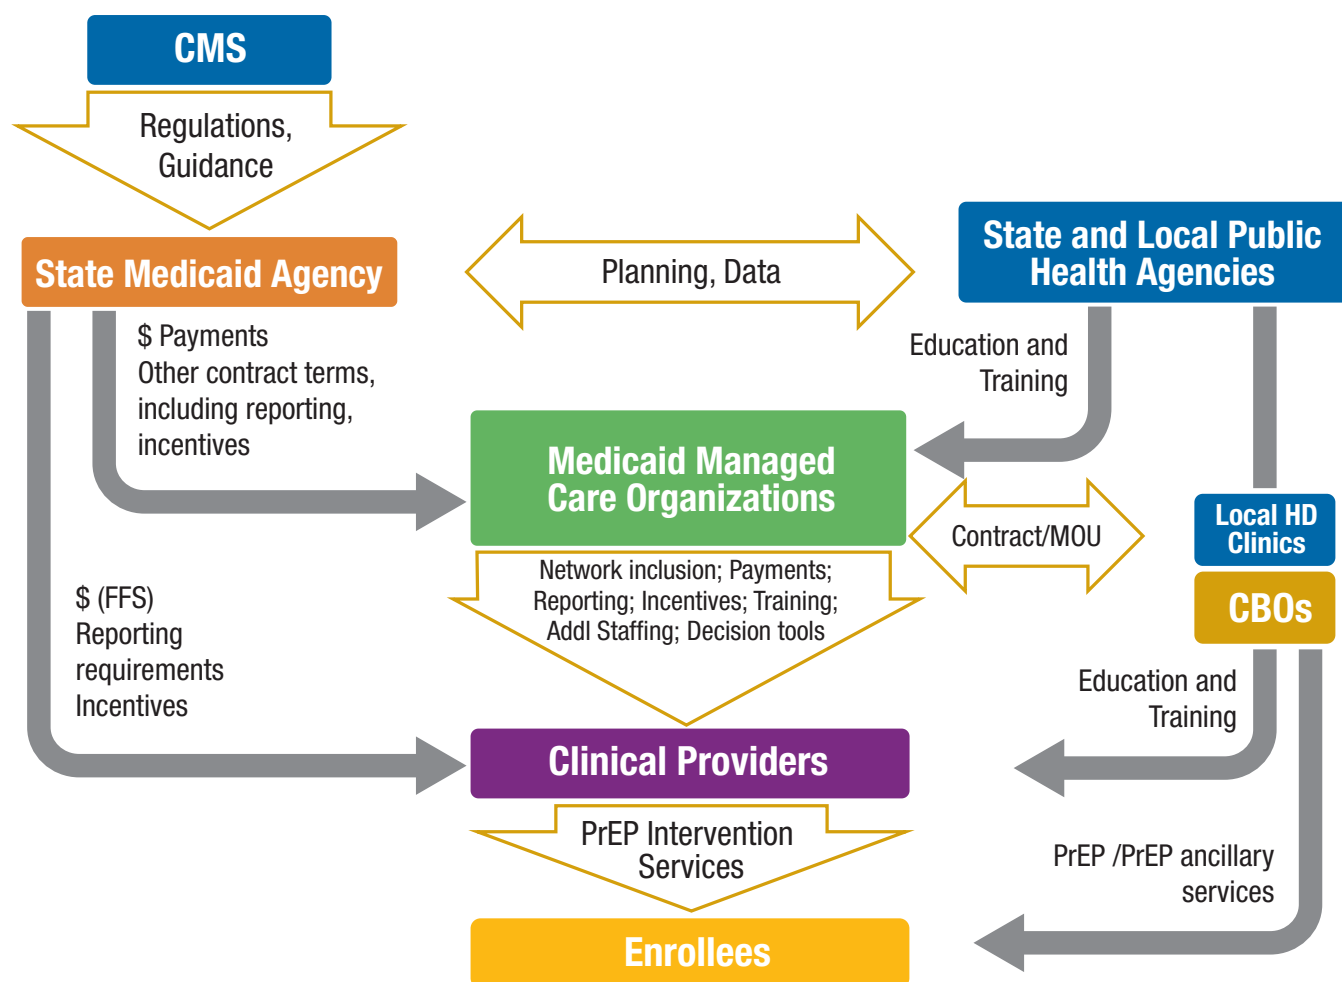 CMS
Regulations,
Guidance
State Medicaid Agency
Planning, Data
State and Local Public
Health Agencies
$ Payments
Other contract terms,
including reporting,
incentives
Education and
Training
Medicaid Managed
Care Organizations
Contract/MOU
Local HD
Clinics
CBOs
Network inclusion; Payments;
Reporting; Incentives; Training;
Addl Staffing; Decision tools
$ (FFS)
Reporting
requirements
Incentives
Education and
Training
Clinical Providers
PrEP Intervention
Services
PrEP /PrEP ancillary
services
Enrollees